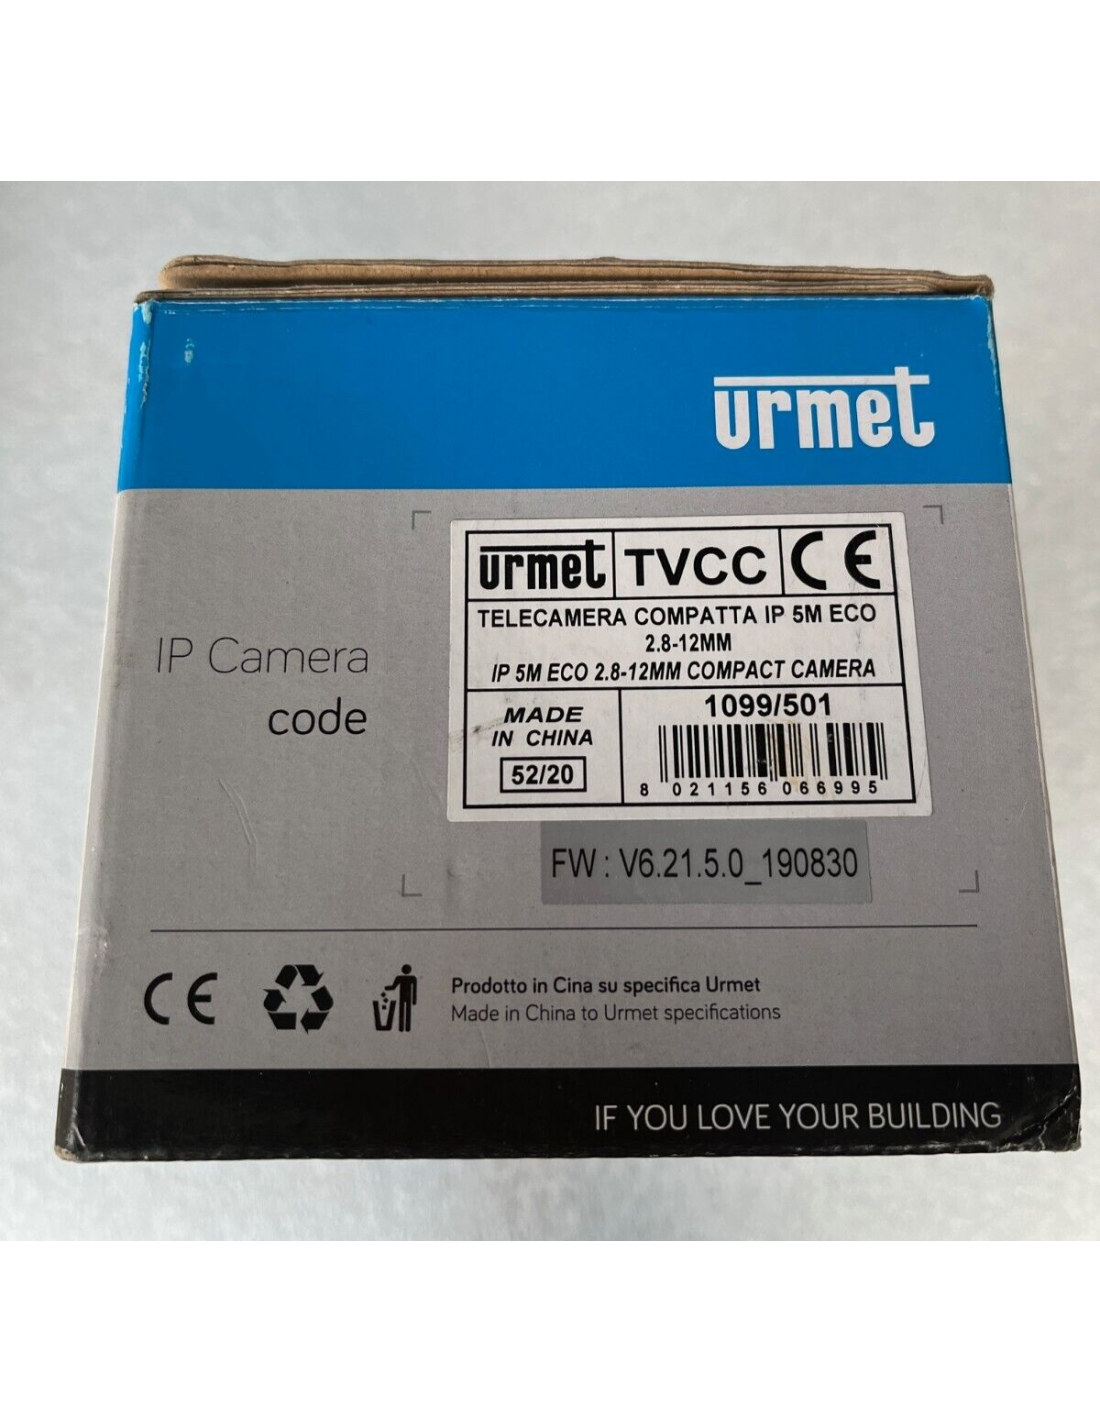 urmet
urmet TVCC CE
TELECAMERA COMPATTA IP 5M ECO
2.8-12MM
IP 5M ECO 2.8-12MM COMPACT CAMERA
IP Camera
code
MADE
IN CHINA
52/20
1099/501
8 021156 066995
FW : V6.21.5.0_190830
CE
Prodotto in Cina su specifica Urmet
Made in China to Urmet specifications
IF YOU LOVE YOUR BUILDING